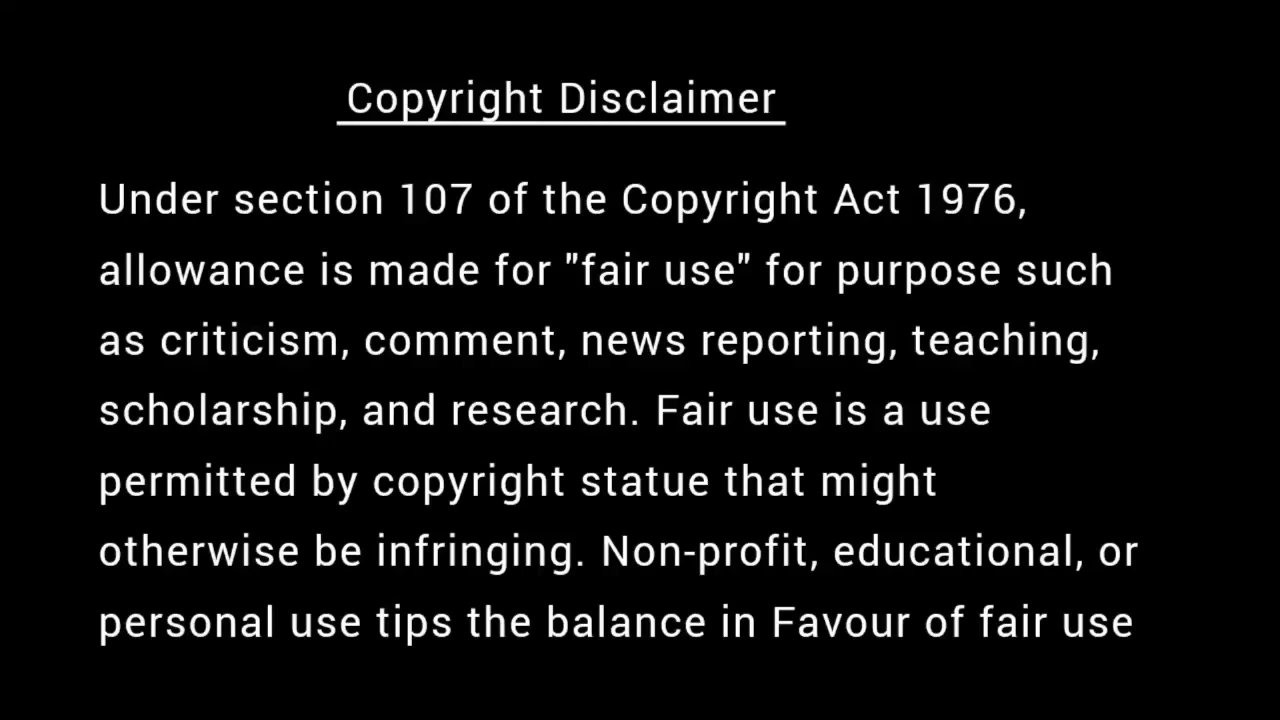 Copyright Disclaimer
Under section 107 of the Copyright Act 1976,
allowance is made for "fair use" for purpose such
as criticism, comment, news reporting, teaching,
scholarship, and research. Fair use is a use
permitted by copyright statue that might
otherwise be infringing. Non-profit, educational, or
personal use tips the balance in Favour of fair use